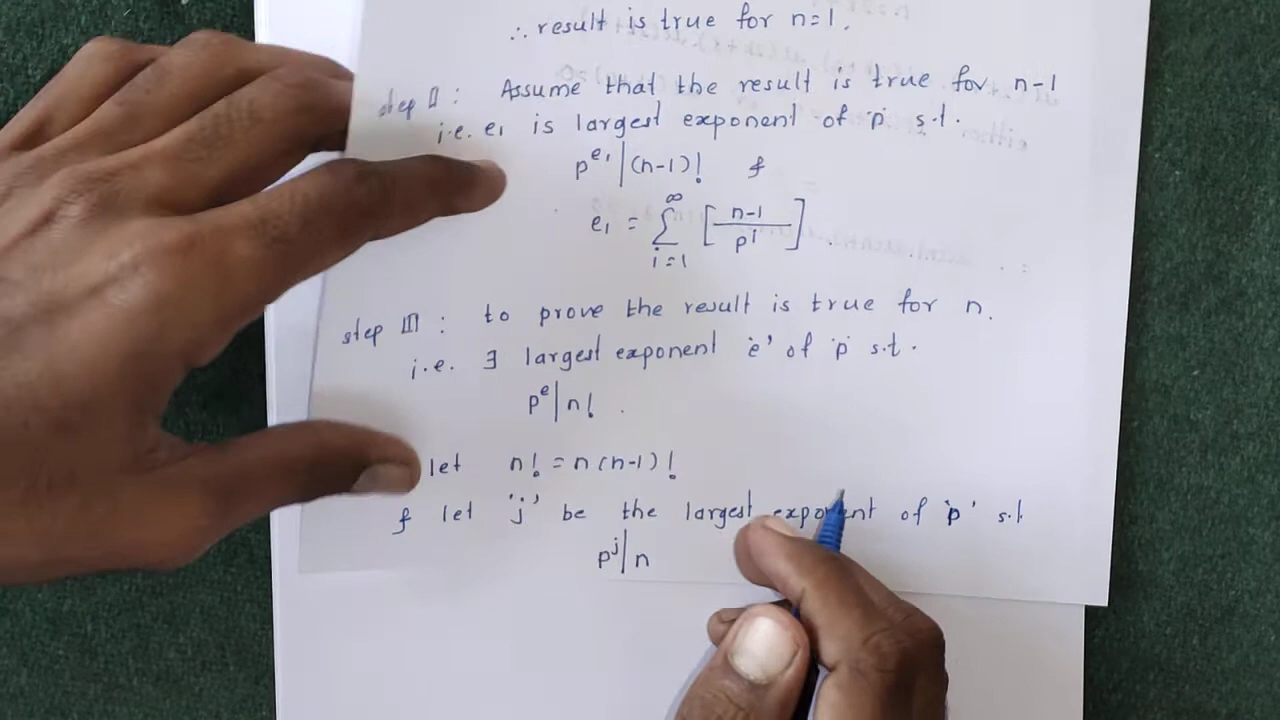 ∴ result is true for n=1.
step II : Assume that the result is true for n-1
i.e. e₁ is largest exponent of 'p' s.t.
p^e₁ | (n-1)! &
e₁ = ∞ Σ i=1 [ n-1 / p^i ]
step III : to prove the result is true for n.
i.e. ∃ largest exponent 'e' of 'p' s.t.
p^e | n! .
let n! = n(n-1)!
& let 'j' be the largest exponent of 'p' s.t
p^j | n